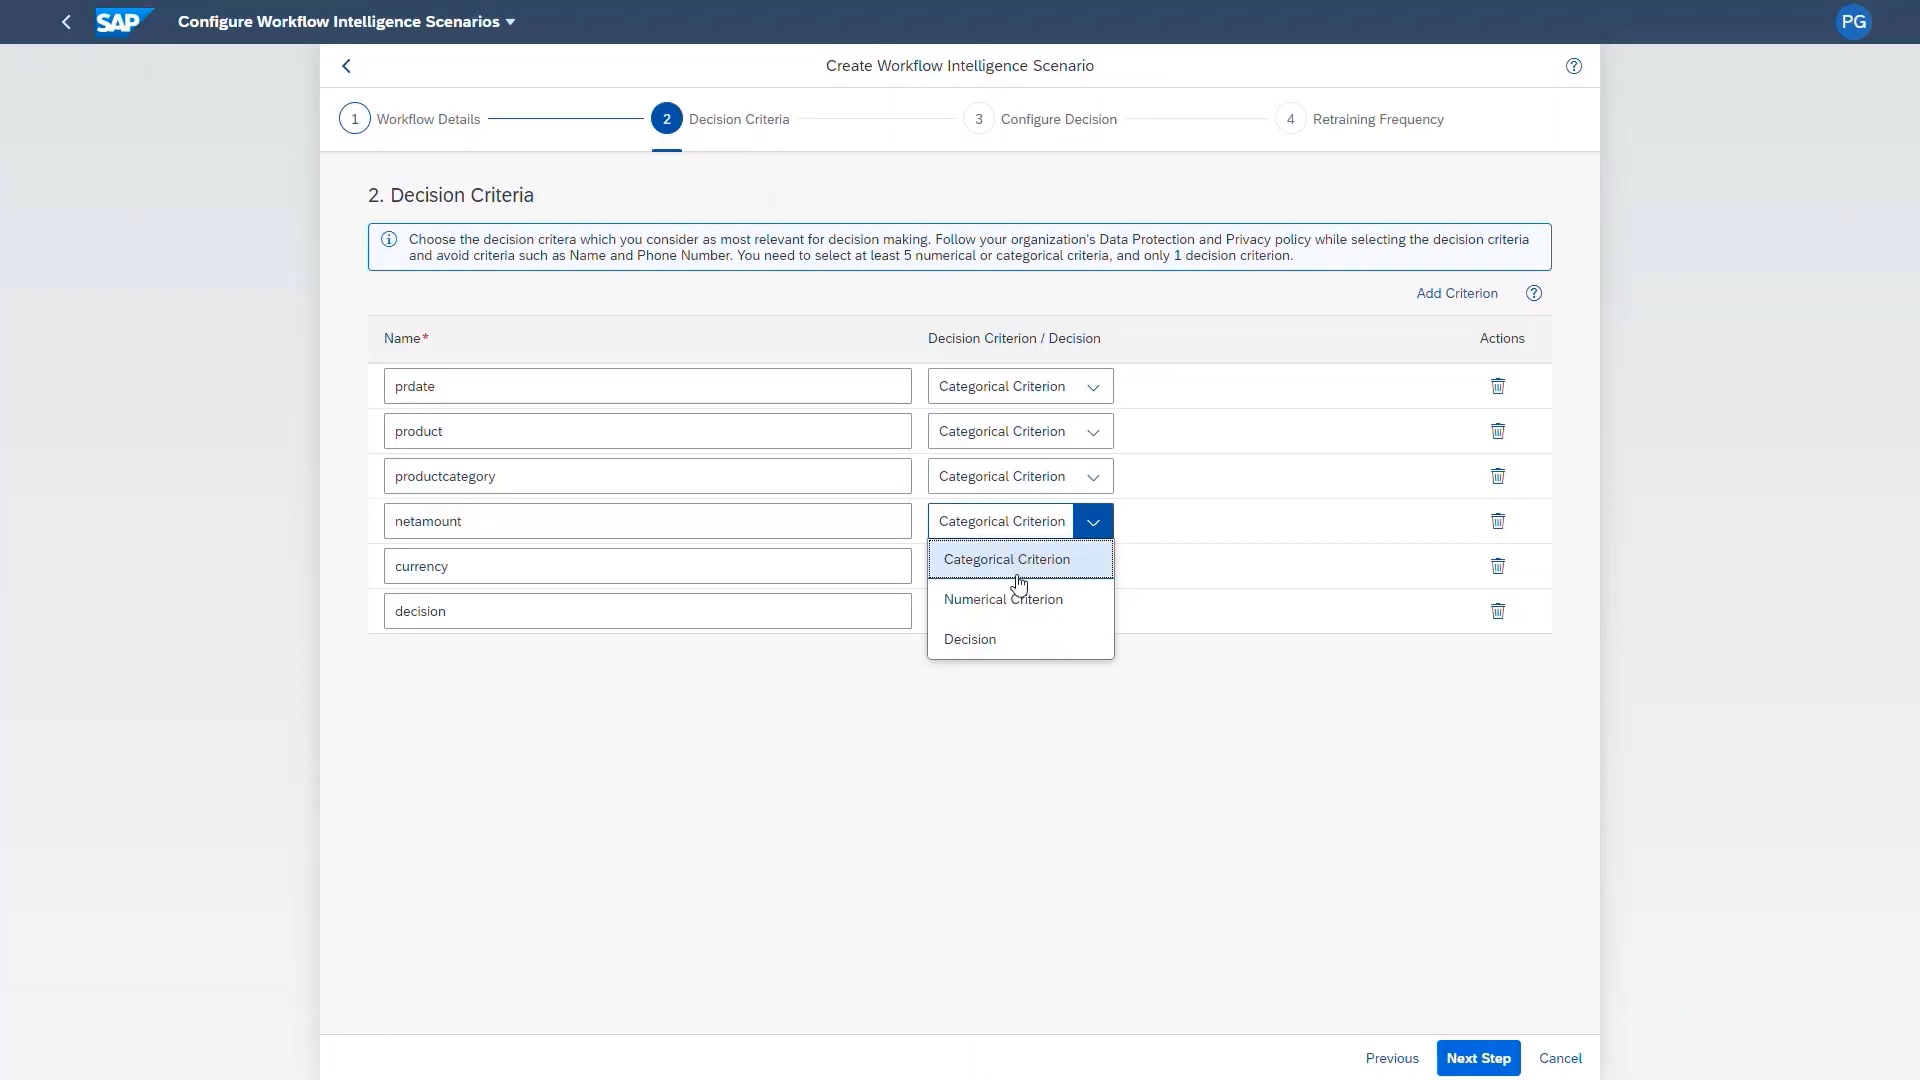 SAP Configure Workflow Intelligence Scenarios PG
Create Workflow Intelligence Scenario
1 Workflow Details 2 Decision Criteria 3 Configure Decision 4 Retraining Frequency
2. Decision Criteria
Choose the decision critera which you consider as most relevant for decision making. Follow your organization's Data Protection and Privacy policy while selecting the decision criteria
and avoid criteria such as Name and Phone Number. You need to select at least 5 numerical or categorical criteria, and only 1 decision criterion.
Add Criterion
Name* Decision Criterion / Decision Actions
prdate Categorical Criterion
product Categorical Criterion
productcategory Categorical Criterion
netamount Categorical Criterion
Categorical Criterion
currency
Numerical Criterion
decision
Decision
Previous Next Step Cancel